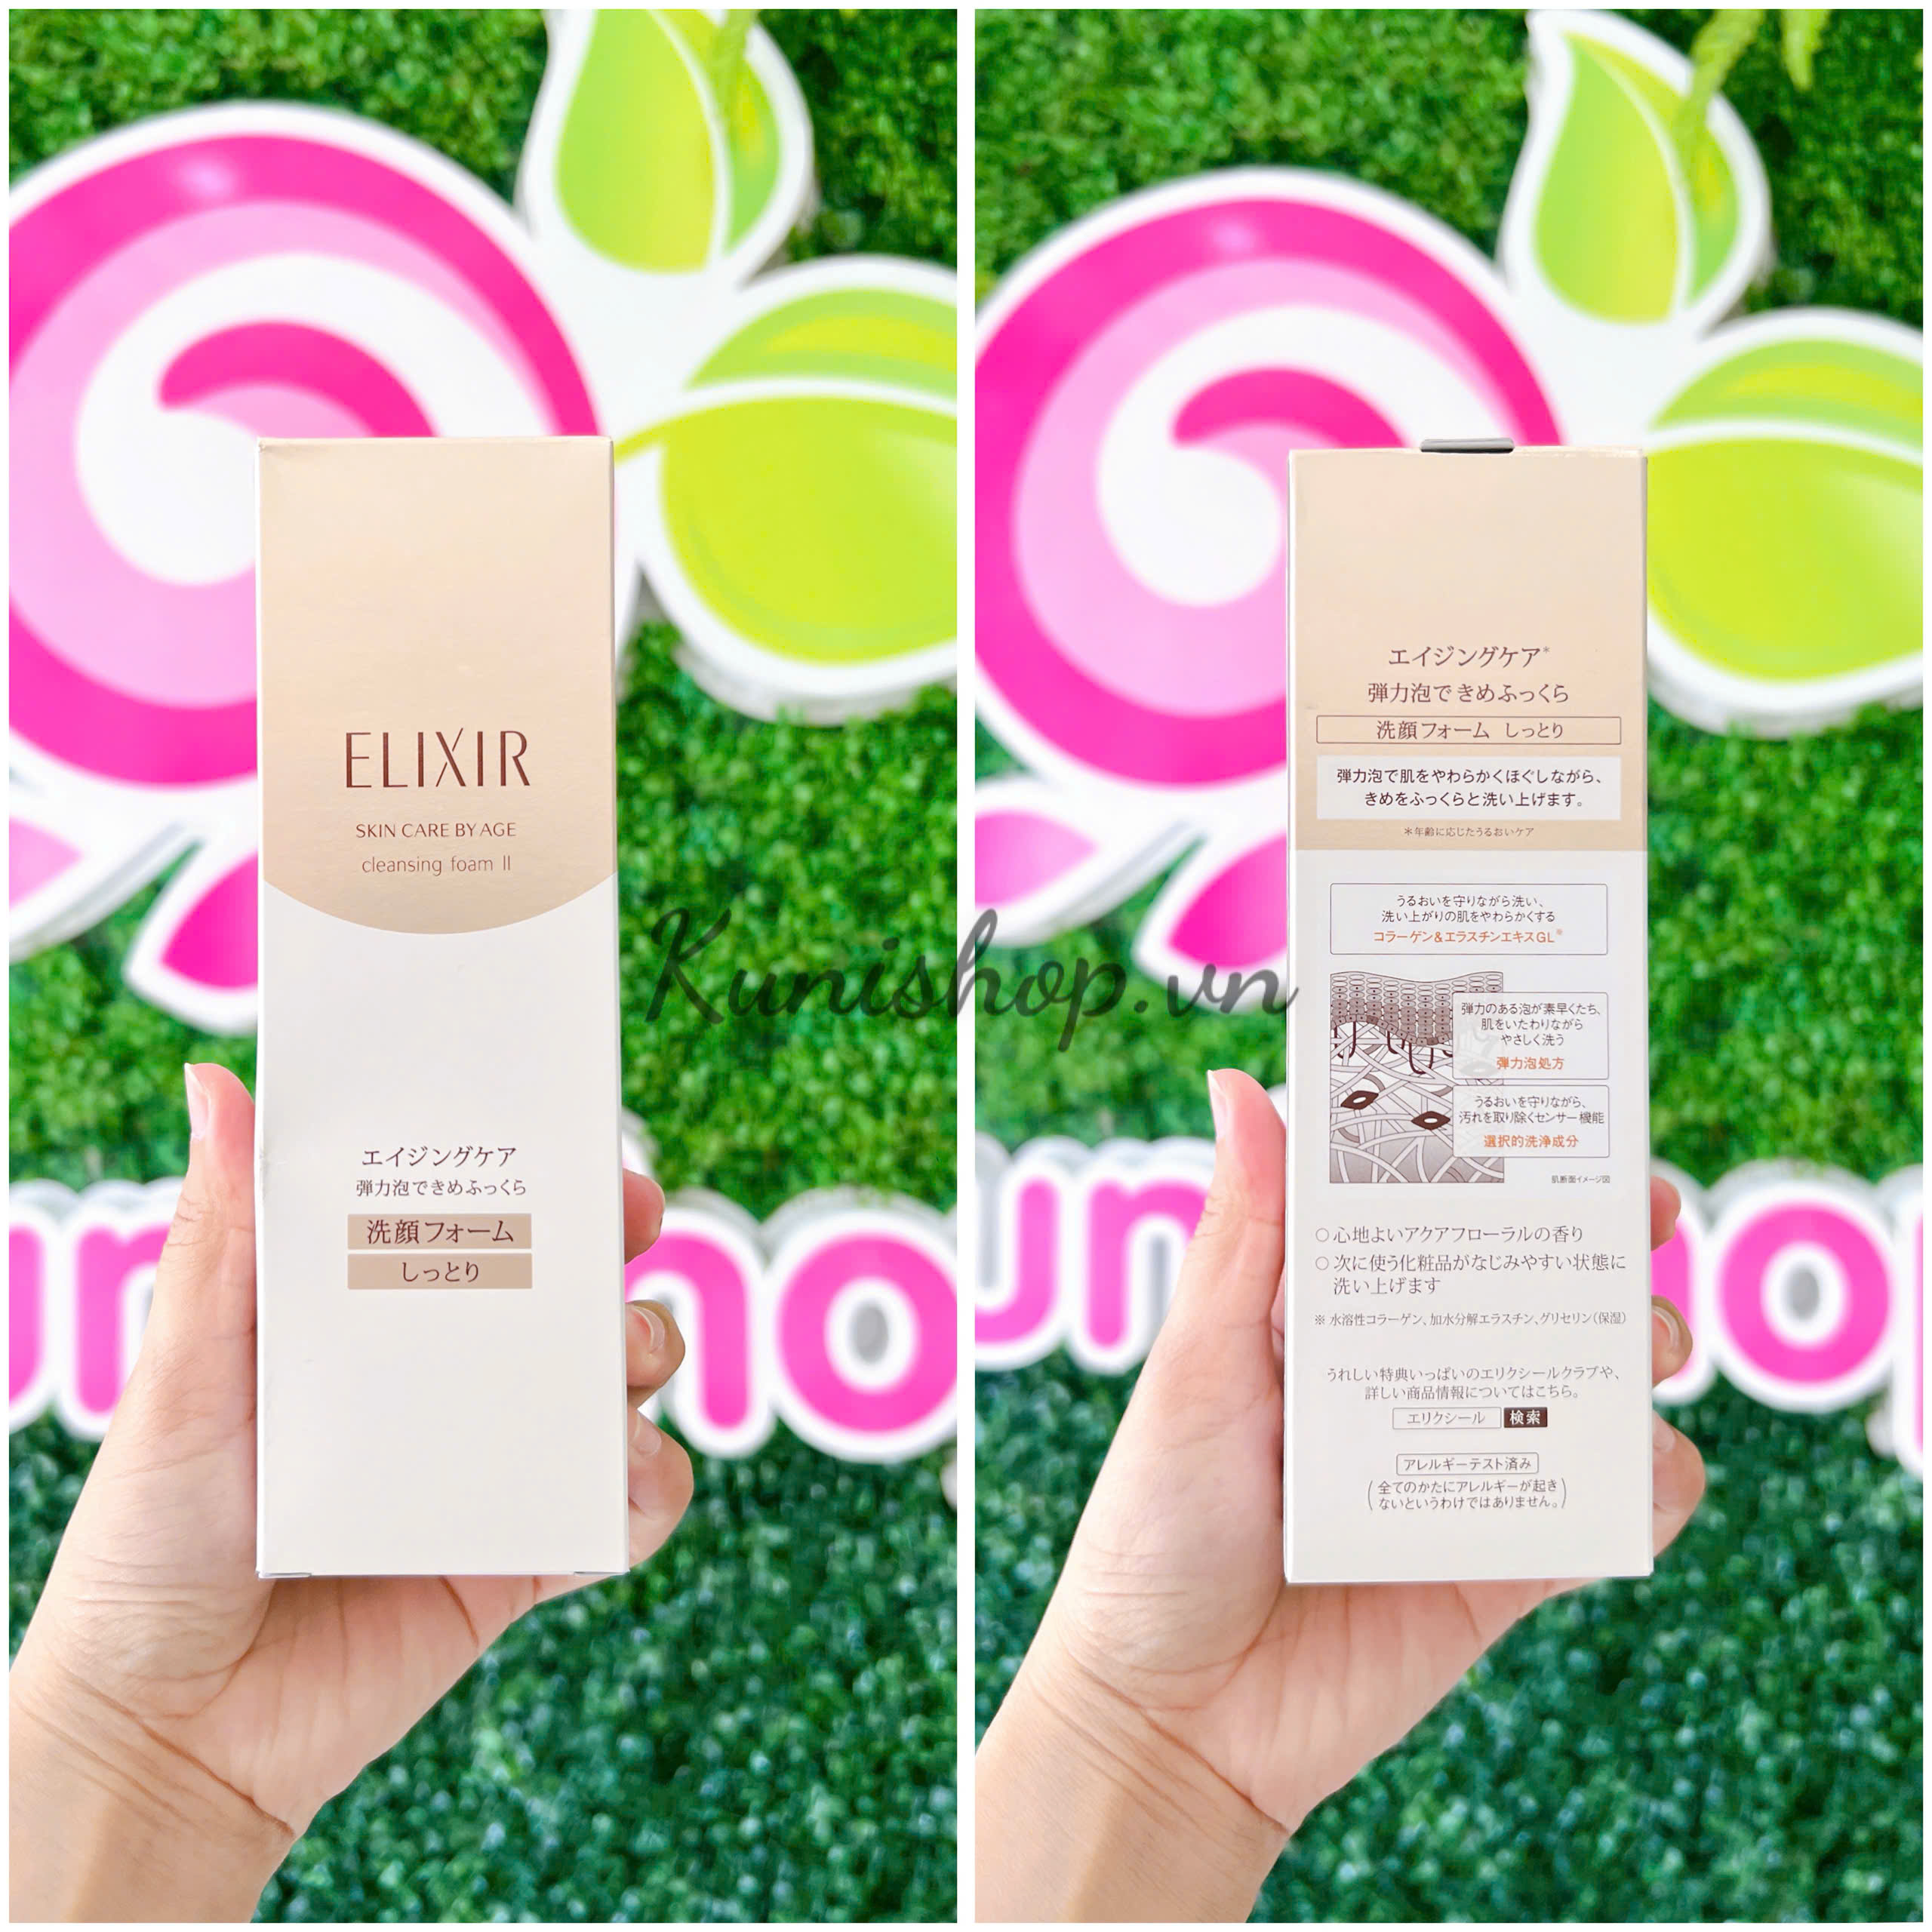 ELIXIR
SKIN CARE BY AGE
cleansing foam II
エイジングケア
弾力泡できめふっくら
洗顔フォーム
しっとり
エイジングケア*
弾力泡できめふっくら
洗顔フォーム しっとり
弾力泡で肌をやわらかくほぐしながら、
きめをふっくらと洗い上げます。
*年齢に応じたうるおいケア
うるおいを守りながら洗い、
洗い上がりの肌をやわらかくする
コラーゲン&エラスチンエキスGL※
弾力のある泡が素早くたち、
肌をいたわりながら
やさしく洗う
弾力泡処方
うるおいを守りながら、
汚れを取り除くセンサー機能
選択的洗浄成分
肌断面イメージ図
○心地よいアクアフローラルの香り
○次に使う化粧品がなじみやすい状態に
洗い上げます
※ 水溶性コラーゲン、加水分解エラスチン、グリセリン(保湿)
うれしい特典いっぱいのエリクシールクラブや、
詳しい商品情報についてはこちら。
エリクシール 検索
アレルギーテスト済み
(全てのかたにアレルギーが起き
ないというわけではありません。)
Kunishop.vn